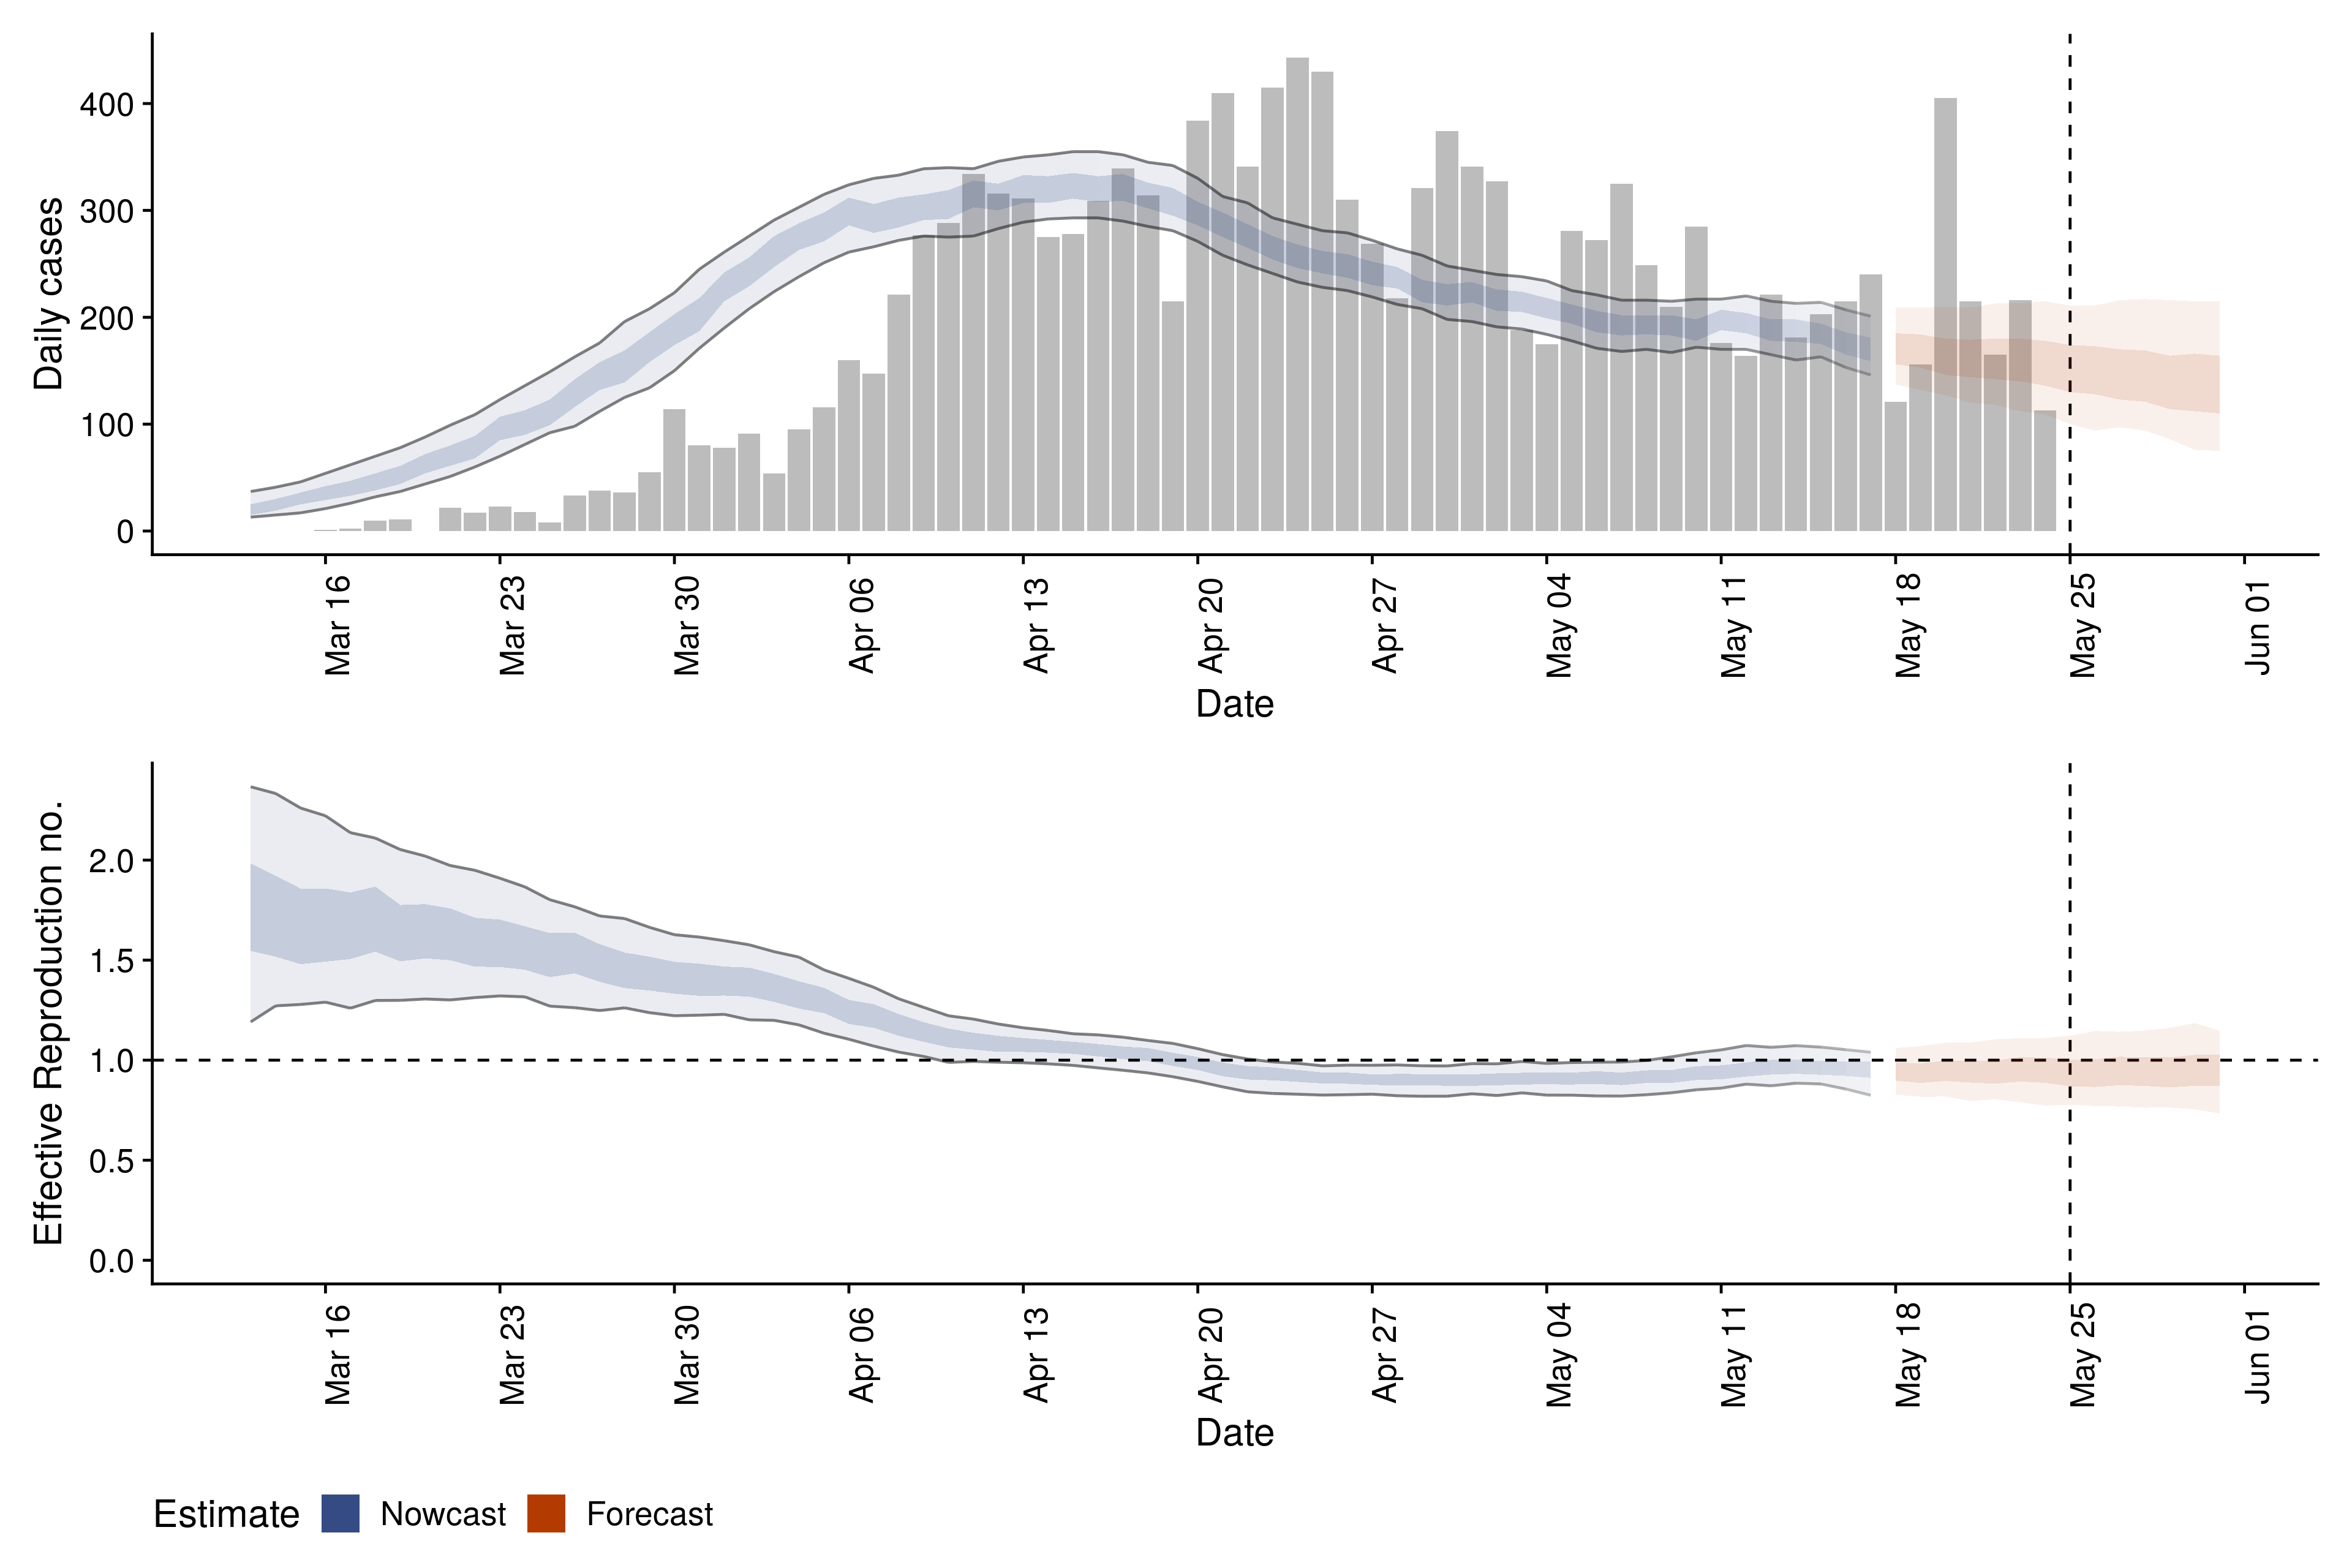 Daily cases
400
300
200
100
0
Mar 16
Mar 23
Mar 30
Apr 06
Apr 13
Apr 20
Apr 27
May 04
May 11
May 18
May 25
Jun 01
Date
Effective Reproduction no.
2.0
1.5
1.0
0.5
0.0
Mar 16
Mar 23
Mar 30
Apr 06
Apr 13
Apr 20
Apr 27
May 04
May 11
May 18
May 25
Jun 01
Date
Estimate Nowcast Forecast